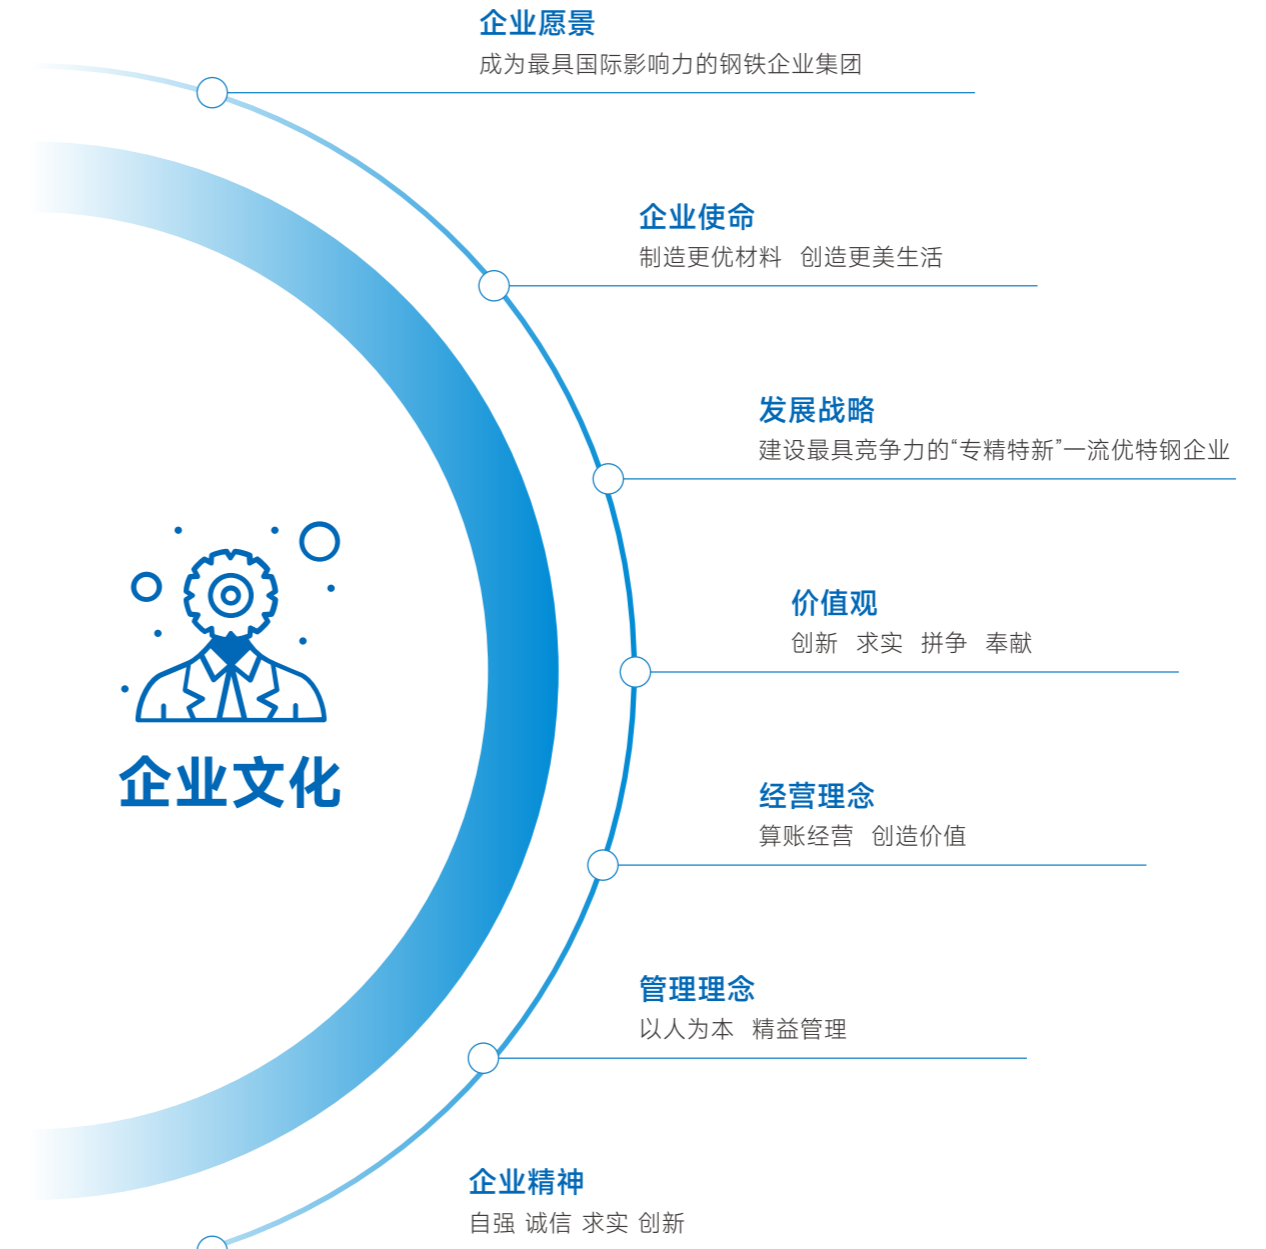 企业愿景
成为最具国际影响力的钢铁企业集团
企业使命
制造更优材料 创造更美生活
发展战略
建设最具竞争力的“专精特新”一流优特钢企业
价值观
创新 求实 拼争 奉献
企业文化
经营理念
算账经营 创造价值
管理理念
以人为本 精益管理
企业精神
自强 诚信 求实 创新